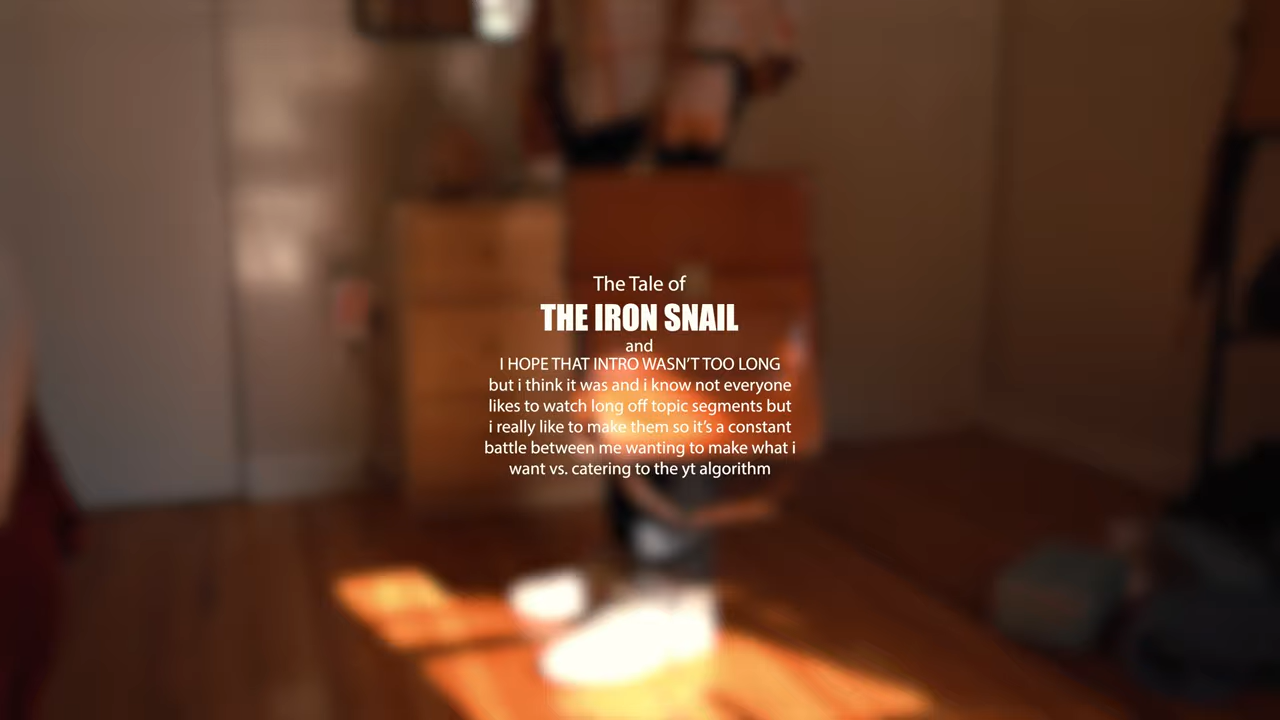 The Tale of
THE IRON SNAIL
and
I HOPE THAT INTRO WASN'T TOO LONG
but i think it was and i know not everyone
likes to watch long off topic segments but
i really like to make them so it's a constant
battle between me wanting to make what i
want vs. catering to the yt algorithm